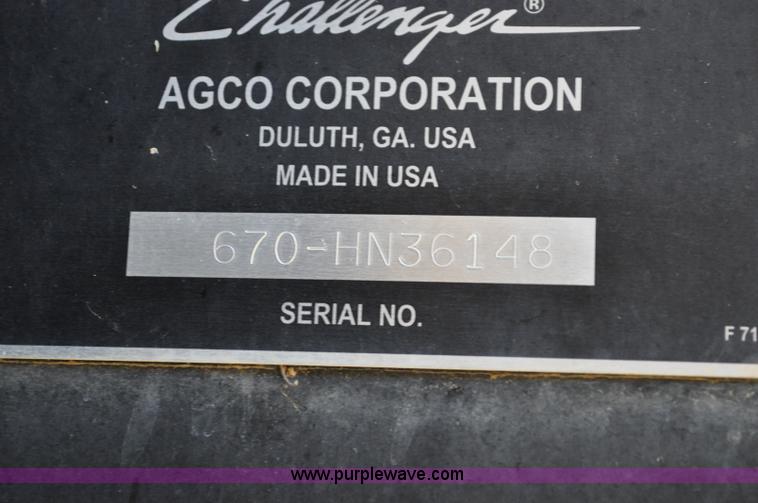 Challenger®
AGCO CORPORATION
DULUTH, GA. USA
MADE IN USA
670-HN36148
SERIAL NO.
F 71
www.purplewave.com